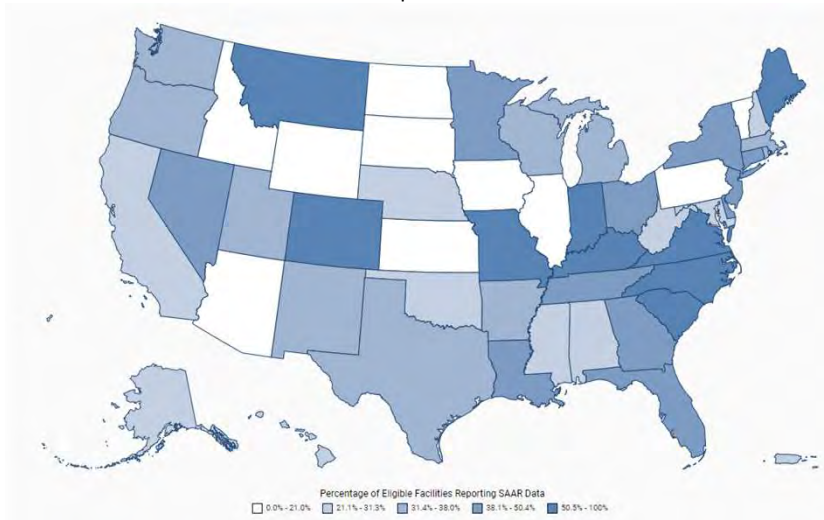 Percentage of Eligible Facilities Reporting SAAR Data
0.0% - 21.0% 21.1% - 31.3% 31.4% - 38.0% 38.1% - 50.4% 50.5% - 100%